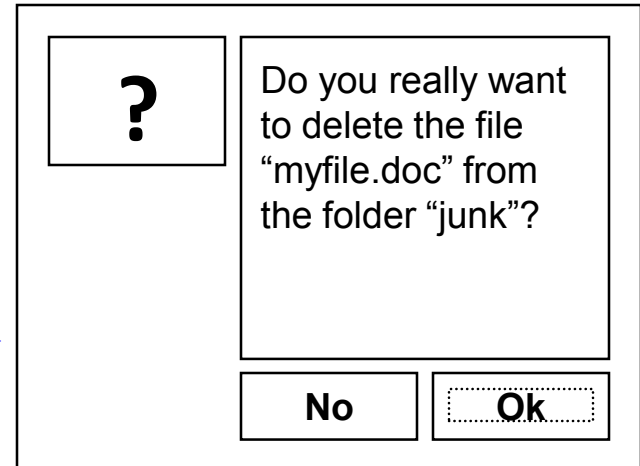 ?
Do you really want
to delete the file
“myfile.doc” from
the folder “junk”?
No
Ok